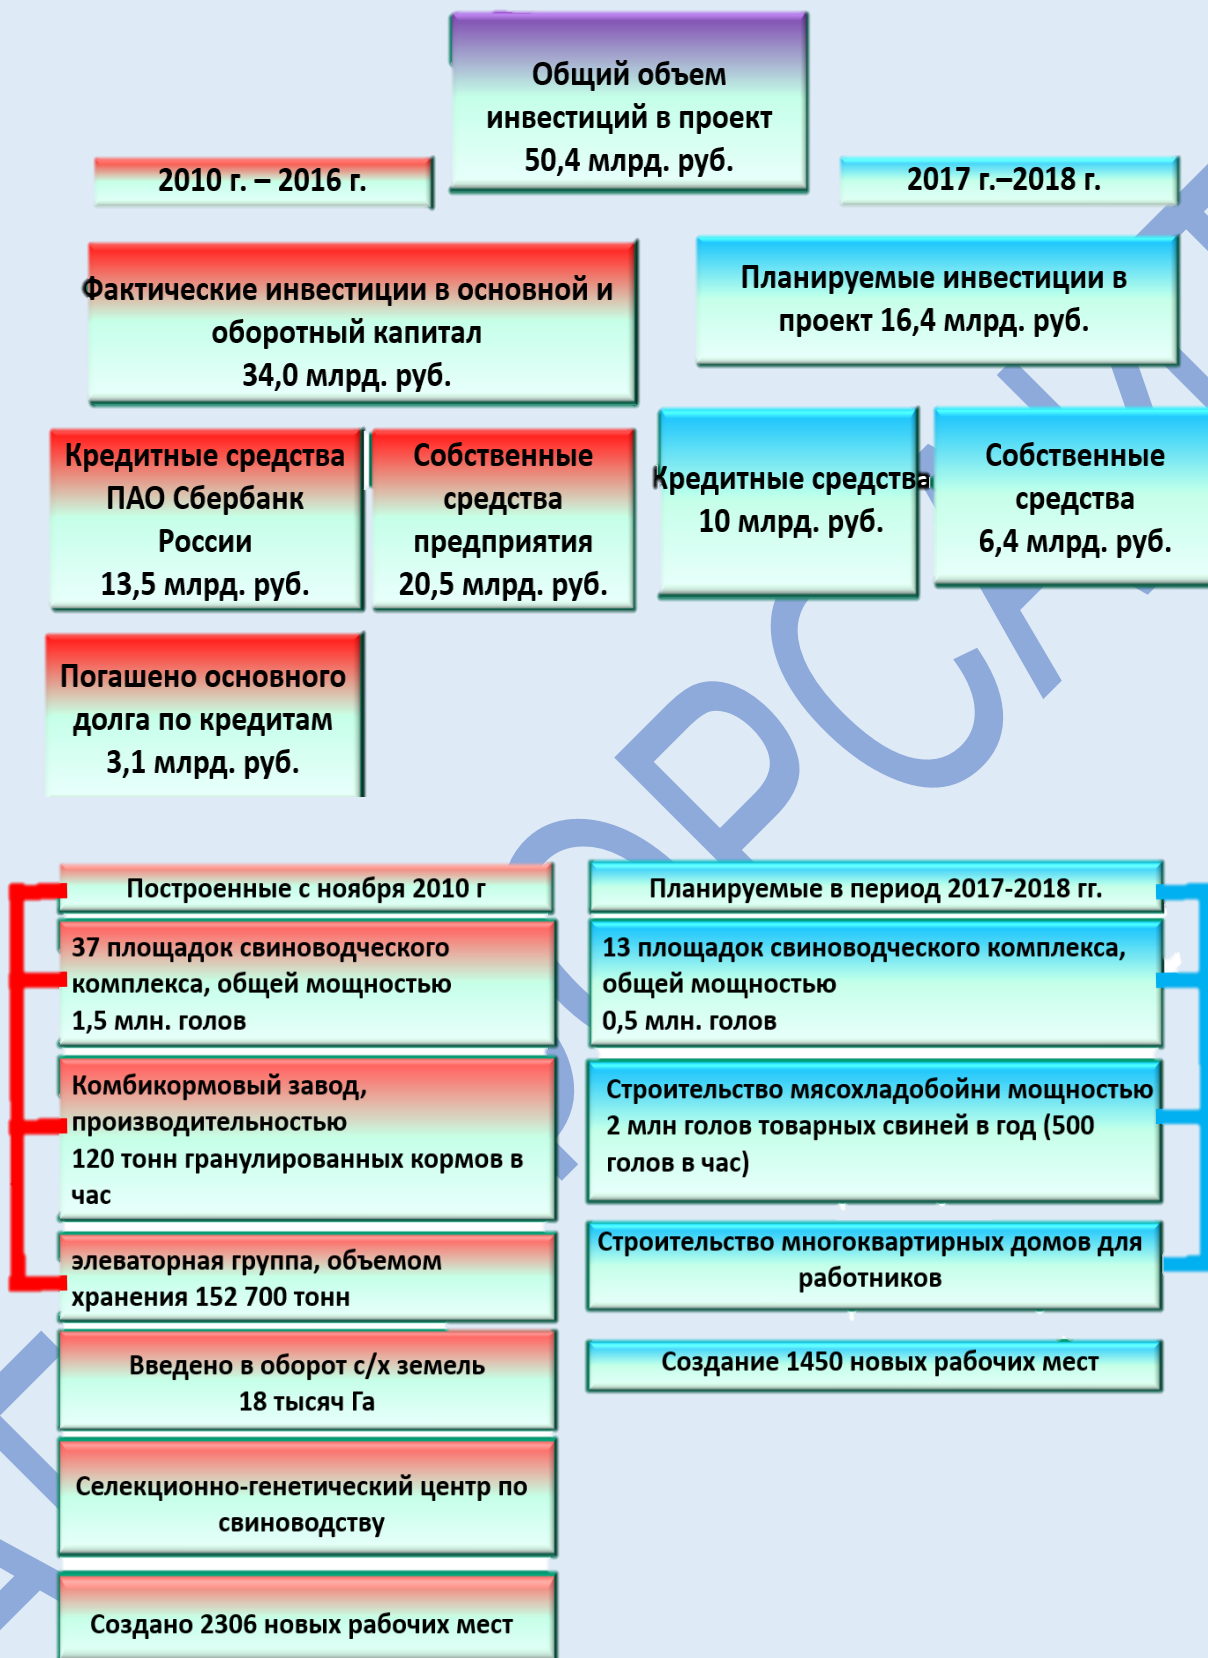 Общий объем
инвестиций в проект
50,4 млрд. руб.
2010 г. – 2016 г.
2017 г.–2018 г.
Фактические инвестиции в основной и
оборотный капитал
34,0 млрд. руб.
Планируемые инвестиции в
проект 16,4 млрд. руб.
Кредитные средства
ПАО Сбербанк
России
13,5 млрд. руб.
Собственные
средства
предприятия
20,5 млрд. руб.
Кредитные средства
10 млрд. руб.
Собственные
средства
6,4 млрд. руб.
Погашено основного
долга по кредитам
3,1 млрд. руб.
Построенные с ноября 2010 г
37 площадок свиноводческого
комплекса, общей мощностью
1,5 млн. голов
Комбикормовый завод,
производительностью
120 тонн гранулированных кормов в
час
элеваторная группа, объемом
хранения 152 700 тонн
Введено в оборот с/х земель
18 тысяч Га
Селекционно-генетический центр по
свиноводству
Создано 2306 новых рабочих мест
Планируемые в период 2017-2018 гг.
13 площадок свиноводческого комплекса,
общей мощностью
0,5 млн. голов
Строительство мясохладобойни мощностью
2 млн голов товарных свиней в год (500
голов в час)
Строительство многоквартирных домов для
работников
Создание 1450 новых рабочих мест